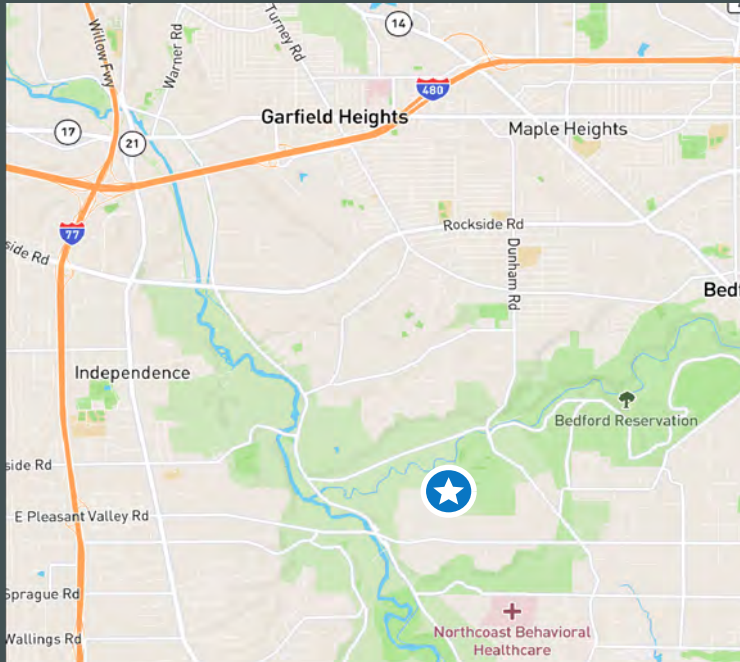 14
Willow Fwy
Warner Rd
Turney Rd
480
Garfield Heights
17
21
Maple Heights
77
side Rd
Rockside Rd
Dunham Rd
Bedf
Independence
Bedford Reservation
side Rd
E Pleasant Valley Rd
Sprague Rd
Northcoast Behavioral
Healthcare
Wallings Rd